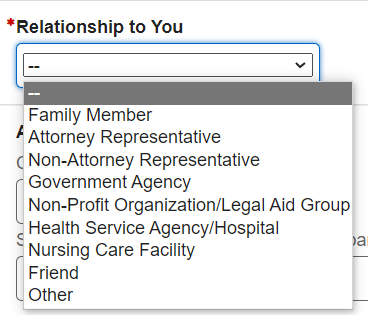 *Relationship to You
--
--
Family Member
Attorney Representative
Non-Attorney Representative
Government Agency
Non-Profit Organization/Legal Aid Group
Health Service Agency/Hospital
Nursing Care Facility
Friend
Other